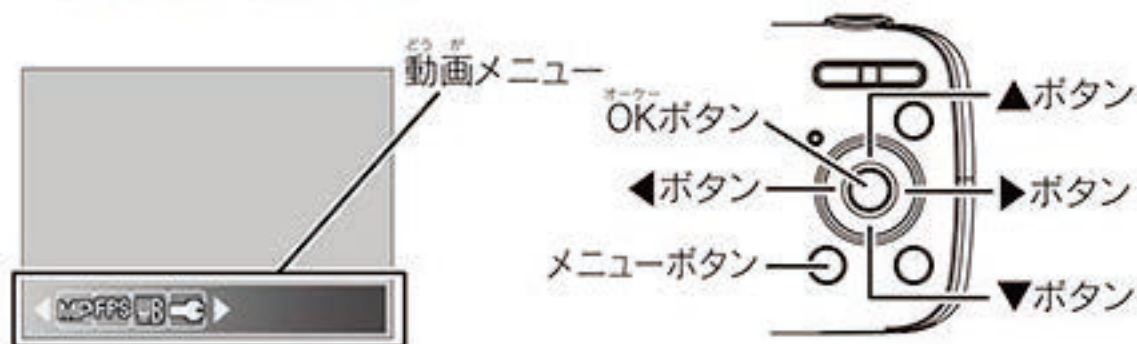 どうが
動画メニュー
オーケー
OKボタン
▲ボタン
◀ボタン
▶ボタン
メニューボタン
▼ボタン
◀MP FPS WB▶